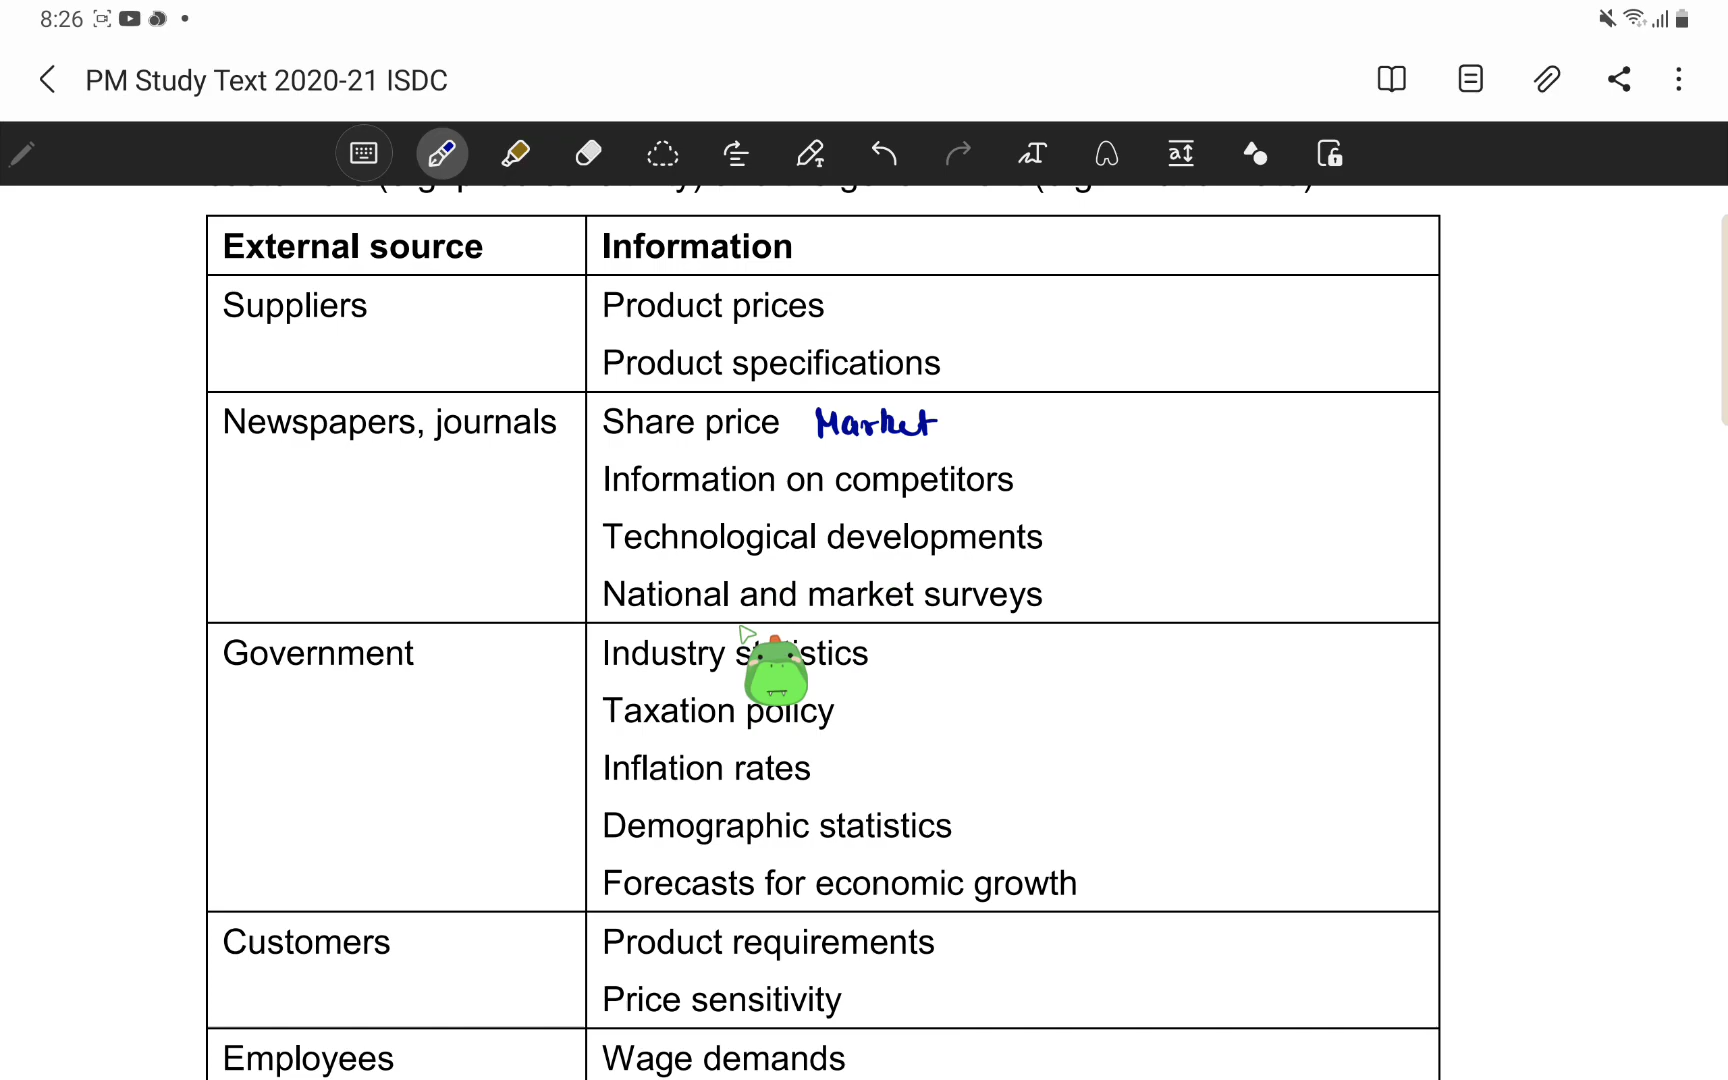 8:26
PM Study Text 2020-21 ISDC
External source Information
Suppliers Product prices
Product specifications
Newspapers, journals Share price Market
Information on competitors
Technological developments
National and market surveys
Government Industry statistics
Taxation policy
Inflation rates
Demographic statistics
Forecasts for economic growth
Customers Product requirements
Price sensitivity
Employees Wage demands